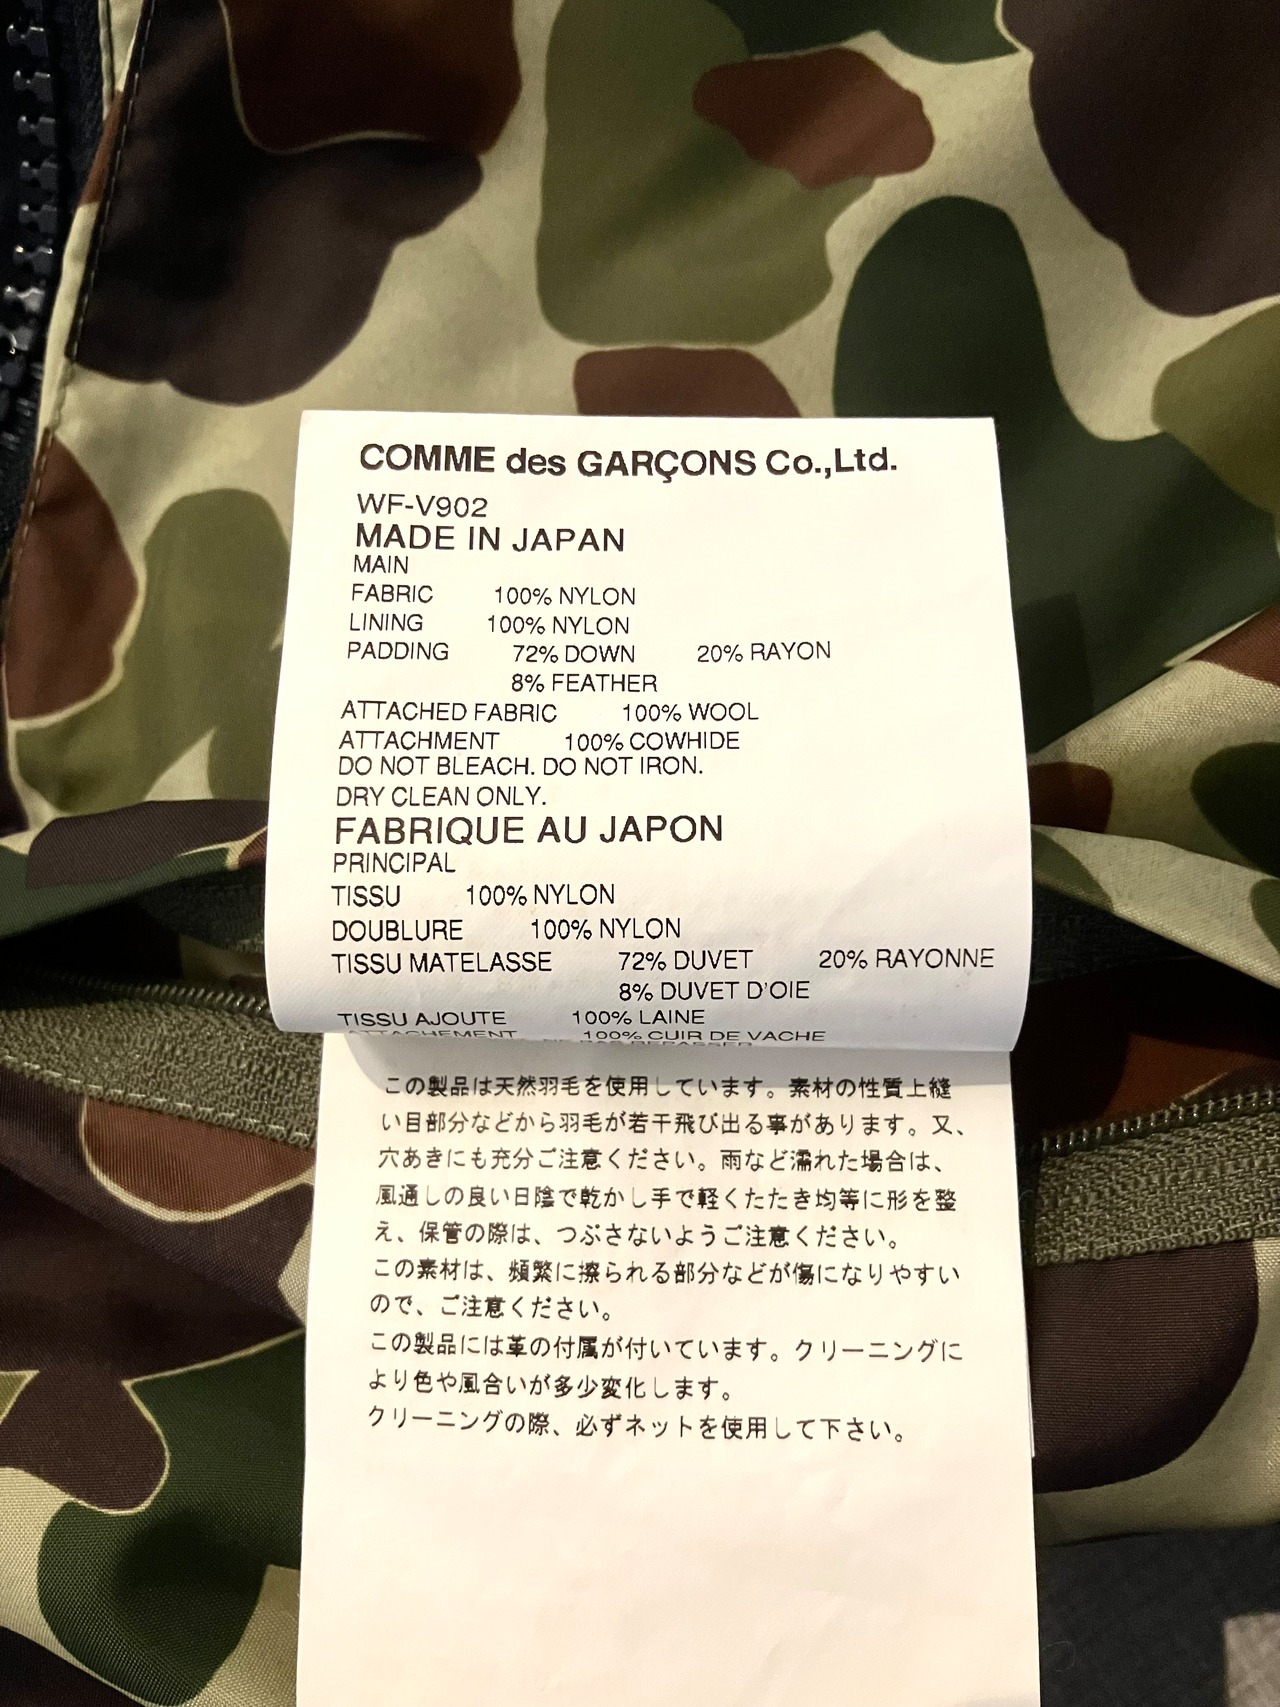 COMME des GARÇONS Co.,Ltd.
WF-V902
MADE IN JAPAN
MAIN
FABRIC 100% NYLON
LINING 100% NYLON
PADDING 72% DOWN 20% RAYON
8% FEATHER
ATTACHED FABRIC 100% WOOL
ATTACHMENT 100% COWHIDE
DO NOT BLEACH. DO NOT IRON.
DRY CLEAN ONLY.
FABRIQUE AU JAPON
PRINCIPAL
TISSU 100% NYLON
DOUBLURE 100% NYLON
TISSU MATELASSE 72% DUVET 20% RAYONNE
8% DUVET D'OIE
TISSU AJOUTE 100% LAINE
ATTACHEMENT 100% CUIR DE VACHE
この製品は天然羽毛を使用しています。素材の性質上縫
い目部分などから羽毛が若干飛び出る事があります。又、
穴あきにも充分ご注意ください。雨など濡れた場合は、
風通しの良い日陰で乾かし手で軽くたたき均等に形を整
え、保管の際は、つぶさないようご注意ください。
この素材は、頻繁に擦られる部分などが傷になりやすい
ので、ご注意ください。
この製品には革の付属が付いています。クリーニングに
より色や風合いが多少変化します。
クリーニングの際、必ずネットを使用して下さい。